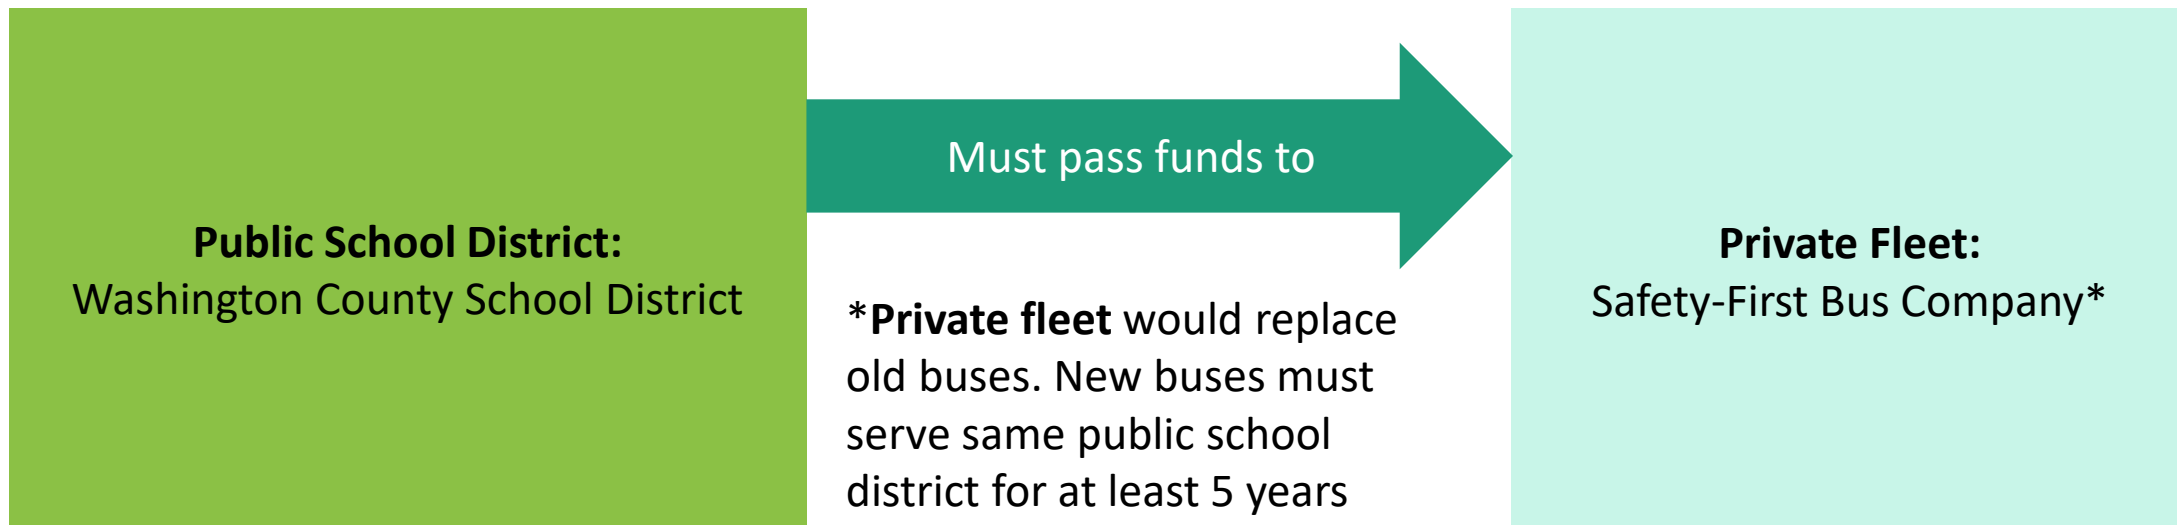 Public School District:
Washington County School District
Must pass funds to
*Private fleet would replace
old buses. New buses must
serve same public school
district for at least 5 years
Private Fleet:
Safety-First Bus Company*